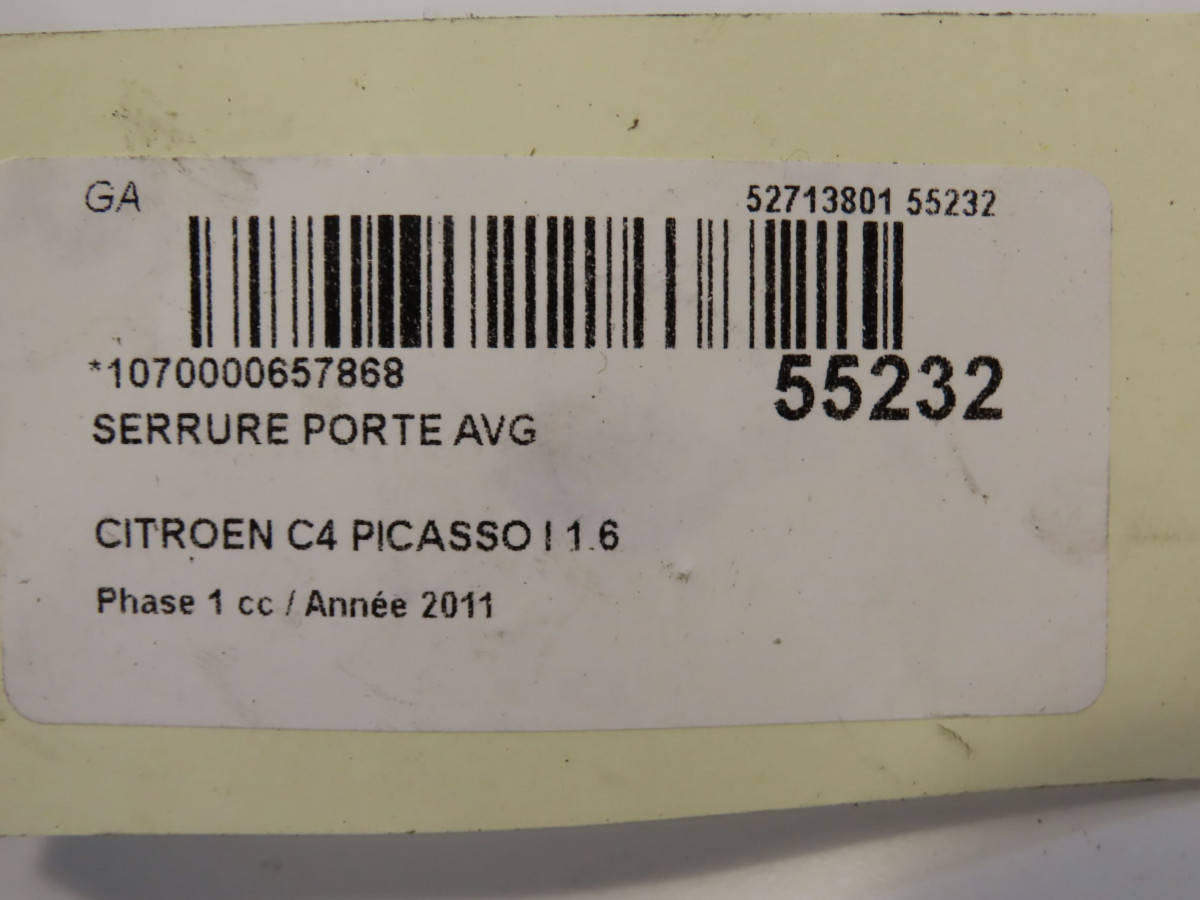 GA
52713801 55232
*1070000657868
55232
SERRURE PORTE AVG
CITROEN C4 PICASSO I 1.6
Phase 1 cc / Année 2011